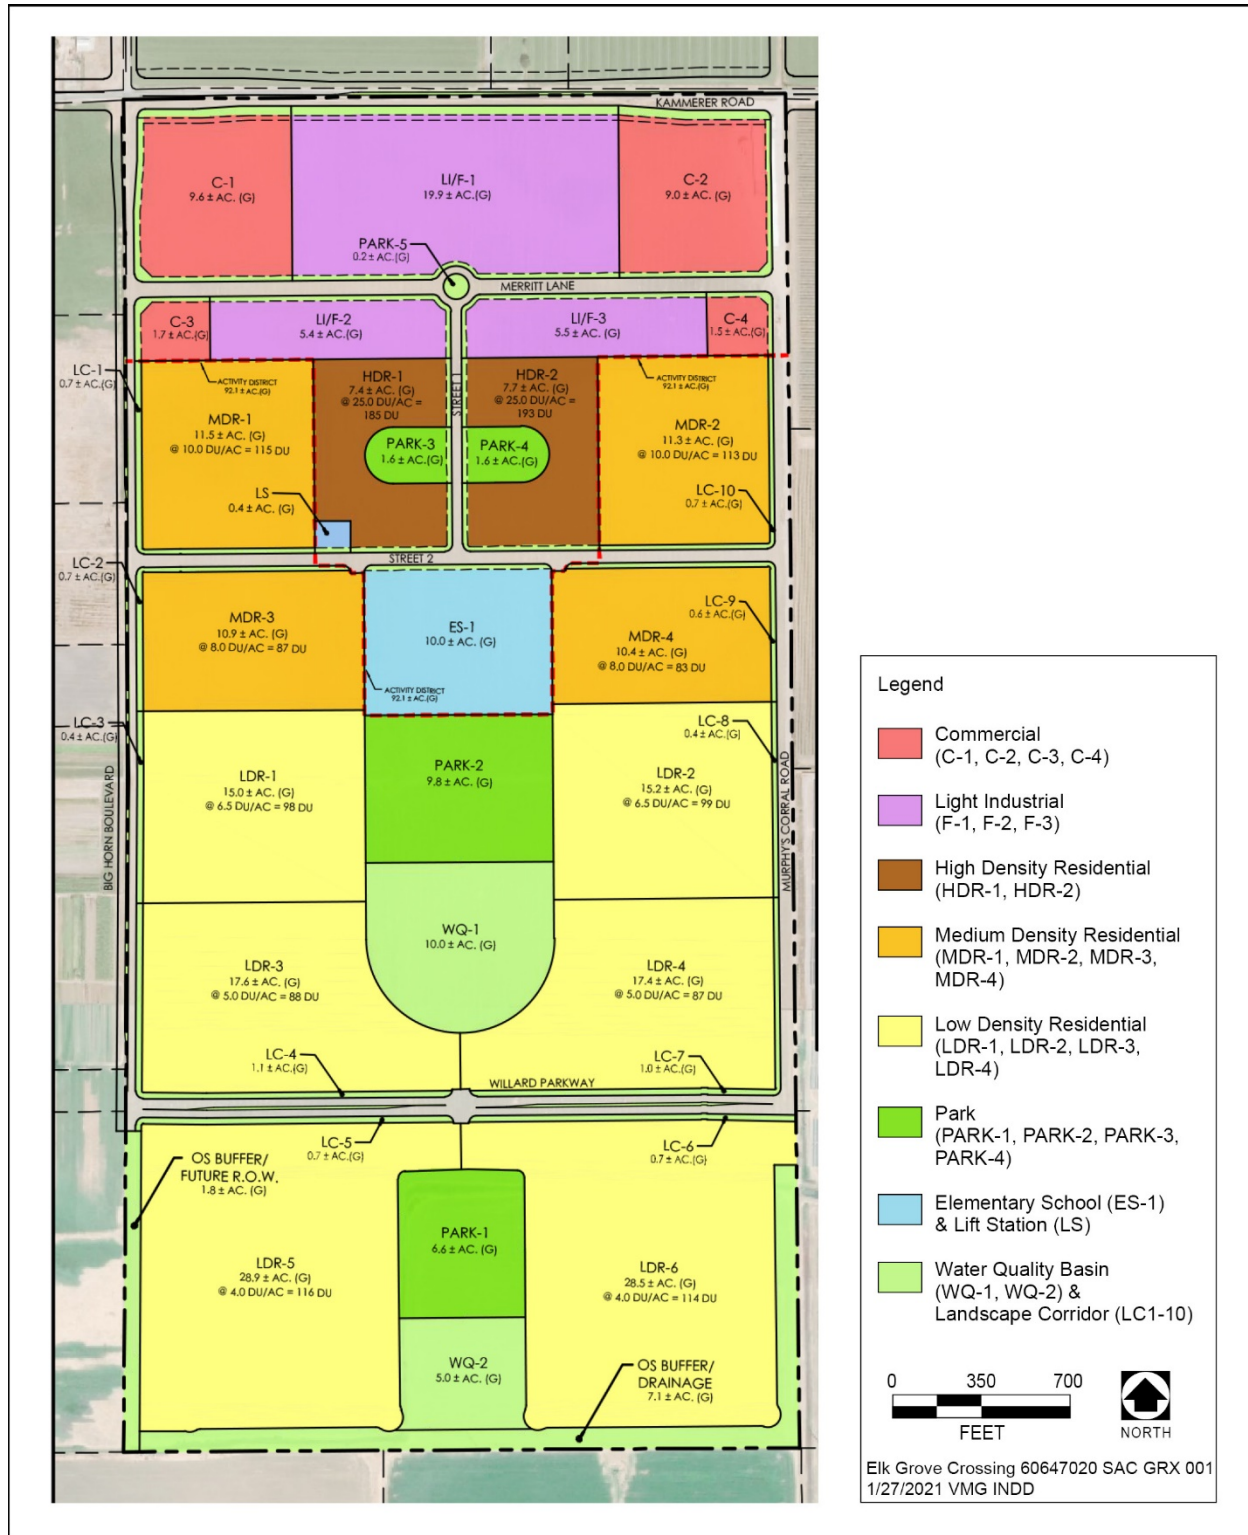 KAMMERER ROAD
C-1
9.6 ± AC. (G)
LI/F-1
19.9 ± AC.(G)
C-2
9.0 ± AC. (G)
PARK-5
0.2 ± AC.(G)
MERRITT LANE
C-3
1.7 ± AC.(G)
LI/F-2
5.4 ± AC.(G)
LI/F-3
5.5 ± AC.(G)
C-4
1.5 ± AC.(G)
LC-1
0.7 ± AC.(G)
ACTIVITY DISTRICT
92.1 ± AC.(G)
ACTIVITY DISTRICT
92.1 ± AC.(G)
HDR-1
7.4 ± AC. (G)
@ 25.0 DU/AC =
185 DU
STREET 1
HDR-2
7.7 ± AC. (G)
@ 25.0 DU/AC =
193 DU
MDR-1
11.5 ± AC. (G)
@ 10.0 DU/AC = 115 DU
MDR-2
11.3 ± AC. (G)
@ 10.0 DU/AC = 113 DU
PARK-3
1.6 ± AC.(G)
PARK-4
1.6 ± AC.(G)
LS
0.4 ± AC. (G)
LC-10
0.7 ± AC.(G)
STREET 2
LC-2
0.7 ± AC.(G)
MDR-3
10.9 ± AC. (G)
@ 8.0 DU/AC = 87 DU
ES-1
10.0 ± AC. (G)
LC-9
0.6 ± AC.(G)
MDR-4
10.4 ± AC. (G)
@ 8.0 DU/AC = 83 DU
ACTIVITY DISTRICT
92.1 ± AC.(G)
LC-3
0.4 ± AC.(G)
LC-8
0.4 ± AC.(G)
BIG HORN BOULEVARD
MURPHY'S CORRAL ROAD
LDR-1
15.0 ± AC. (G)
@ 6.5 DU/AC = 98 DU
PARK-2
9.8 ± AC. (G)
LDR-2
15.2 ± AC. (G)
@ 6.5 DU/AC = 99 DU
WQ-1
10.0 ± AC. (G)
LDR-3
17.6 ± AC. (G)
@ 5.0 DU/AC = 88 DU
LDR-4
17.4 ± AC. (G)
@ 5.0 DU/AC = 87 DU
LC-4
1.1 ± AC.(G)
LC-7
1.0 ± AC.(G)
WILLARD PARKWAY
LC-5
0.7 ± AC.(G)
LC-6
0.7 ± AC.(G)
OS BUFFER/
FUTURE R.O.W.
1.8 ± AC. (G)
PARK-1
6.6 ± AC. (G)
LDR-5
28.9 ± AC. (G)
@ 4.0 DU/AC = 116 DU
LDR-6
28.5 ± AC. (G)
@ 4.0 DU/AC = 114 DU
WQ-2
5.0 ± AC. (G)
OS BUFFER/
DRAINAGE
7.1 ± AC. (G)
Legend
Commercial
(C-1, C-2, C-3, C-4)
Light Industrial
(F-1, F-2, F-3)
High Density Residential
(HDR-1, HDR-2)
Medium Density Residential
(MDR-1, MDR-2, MDR-3,
MDR-4)
Low Density Residential
(LDR-1, LDR-2, LDR-3,
LDR-4)
Park
(PARK-1, PARK-2, PARK-3,
PARK-4)
Elementary School (ES-1)
& Lift Station (LS)
Water Quality Basin
(WQ-1, WQ-2) &
Landscape Corridor (LC1-10)
0 350 700
FEET
NORTH
Elk Grove Crossing 60647020 SAC GRX 001
1/27/2021 VMG INDD